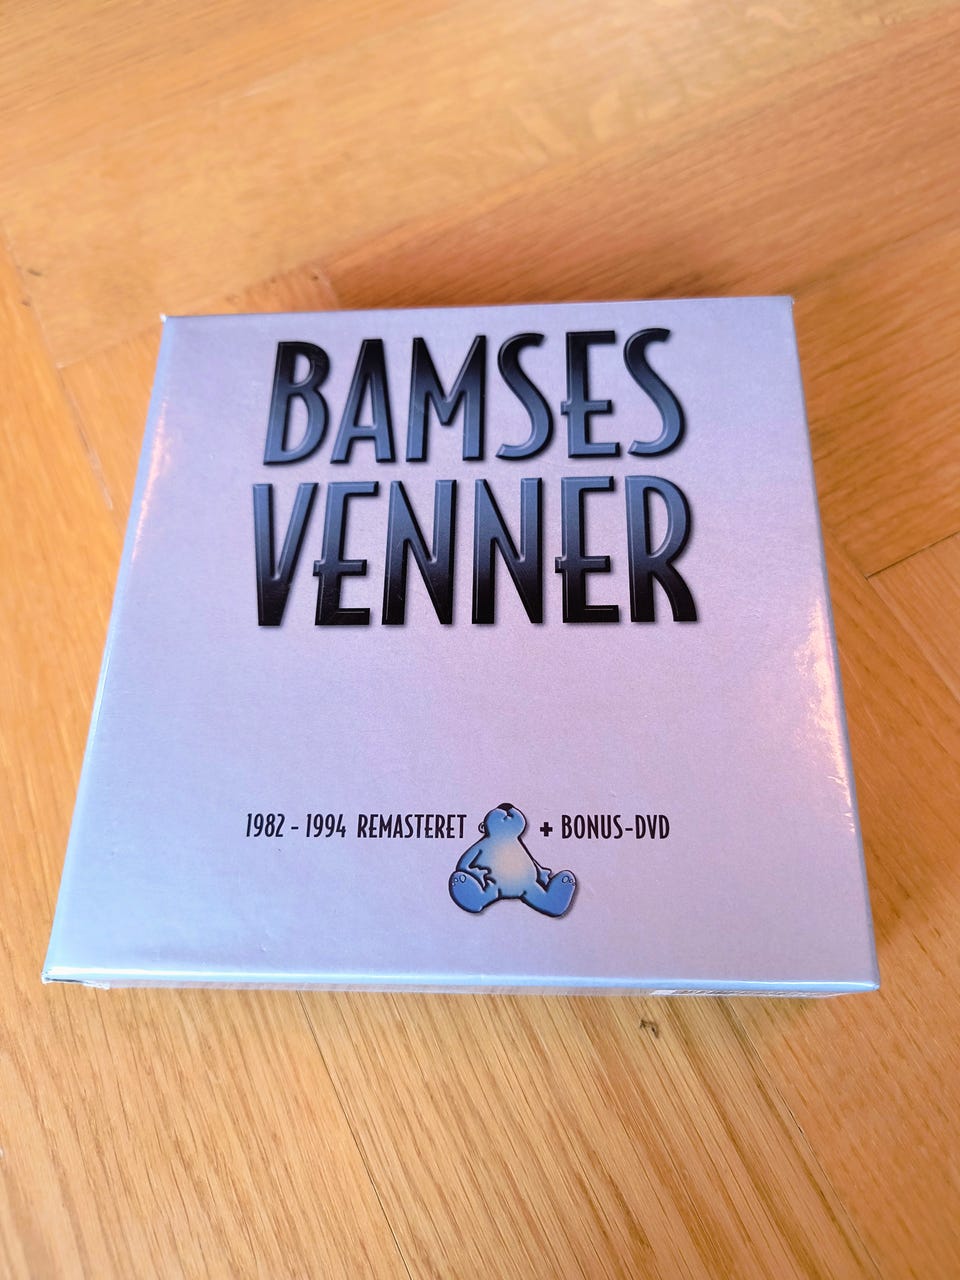 BAMSES
VENNER
1982 - 1994 REMASTERET + BONUS-DVD